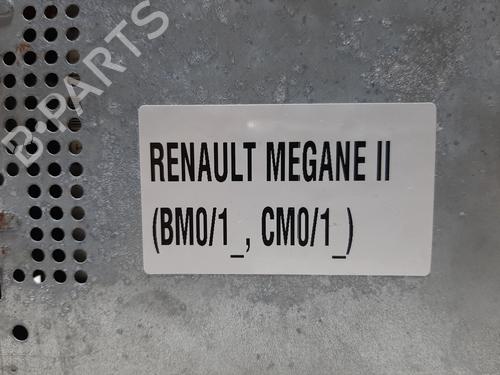 B-PARTS
RENAULT MEGANE II
(BM0/1_, CM0/1_)